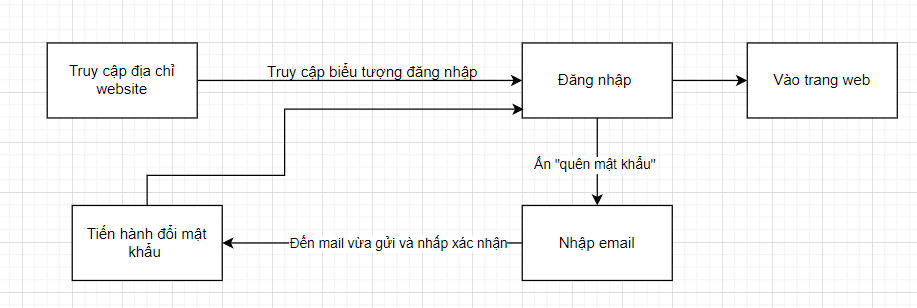 Truy cập địa chỉ
website
Truy cập biểu tượng đăng nhập
Đăng nhập
Vào trang web
Ấn "quên mật khẩu"
Tiến hành đổi mật
khẩu
Đến mail vừa gửi và nhấp xác nhận
Nhập email